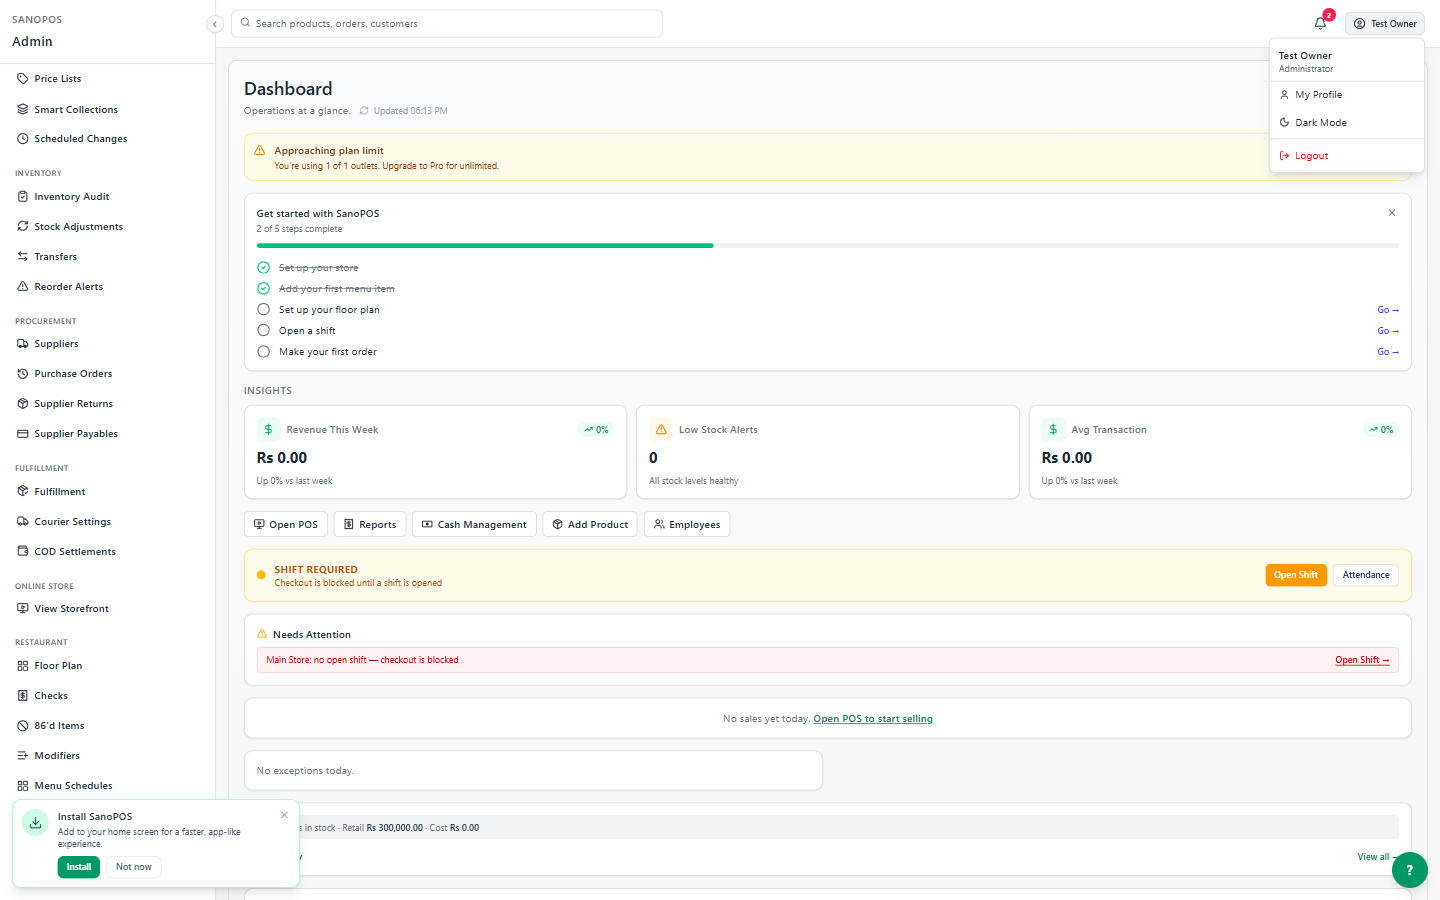 SANOPOS
Admin
Price Lists
Smart Collections
Scheduled Changes
INVENTORY
Inventory Audit
Stock Adjustments
Transfers
Reorder Alerts
PROCUREMENT
Suppliers
Purchase Orders
Supplier Returns
Supplier Payables
FULFILLMENT
Fulfillment
Courier Settings
COD Settlements
ONLINE STORE
View Storefront
RESTAURANT
Floor Plan
Checks
86'd Items
Modifiers
Menu Schedules
Install SanoPOS
Add to your home screen for a faster, app-like
experience.
Install Not now
Search products, orders, customers
2
Test Owner
Test Owner
Administrator
My Profile
Dark Mode
Logout
Dashboard
Operations at a glance. Updated 06:13 PM
Approaching plan limit
You're using 1 of 1 outlets. Upgrade to Pro for unlimited.
Get started with SanoPOS
2 of 5 steps complete
Set up your store
Add your first menu item
Set up your floor plan Go →
Open a shift Go →
Make your first order Go →
INSIGHTS
Revenue This Week 0%
Rs 0.00
Up 0% vs last week
Low Stock Alerts
0
All stock levels healthy
Avg Transaction 0%
Rs 0.00
Up 0% vs last week
Open POS Reports Cash Management Add Product Employees
SHIFT REQUIRED
Checkout is blocked until a shift is opened
Open Shift Attendance
Needs Attention
Main Store: no open shift — checkout is blocked Open Shift →
No sales yet today. Open POS to start selling
No exceptions today.
in stock · Retail Rs 300,000.00 · Cost Rs 0.00
View all
?